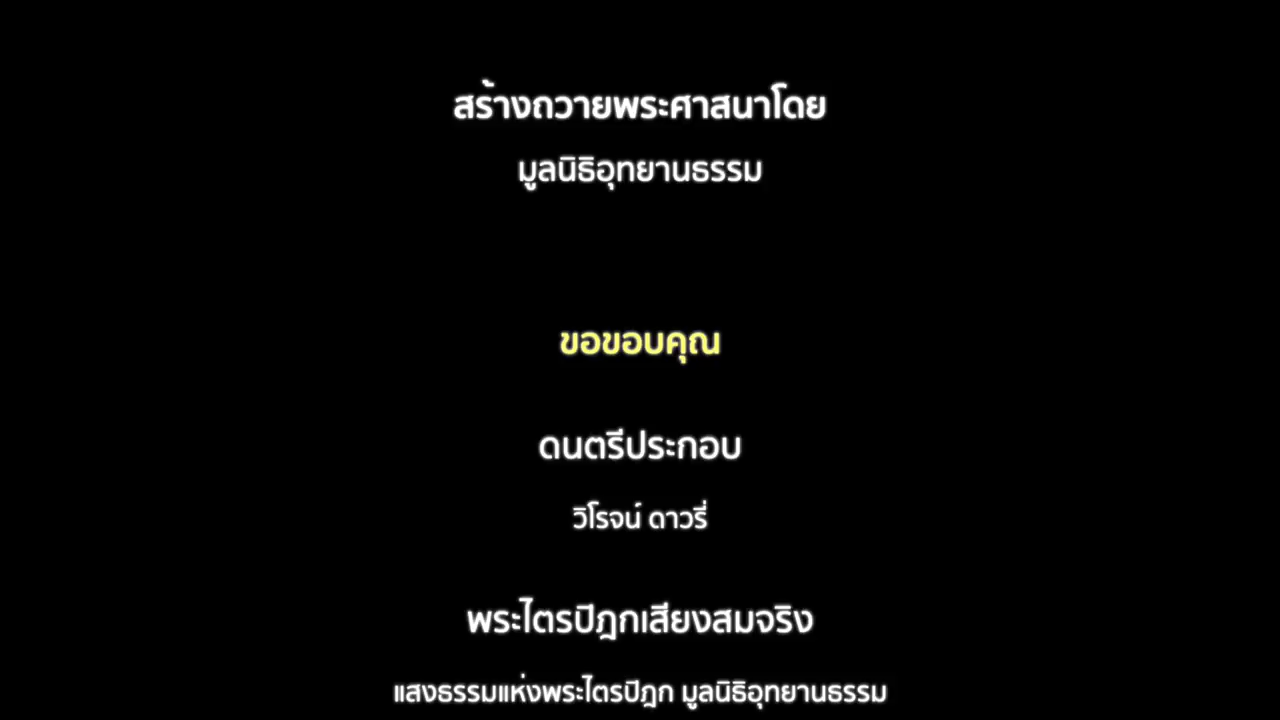 สร้างถวายพระศาสนาโดย
มูลนิธิอุทยานธรรม
ขอขอบคุณ
ดนตรีประกอบ
วิโรจน์ ดาวรี่
พระไตรปิฎกเสียงสมจริง
แสงธรรมแห่งพระไตรปิฎก มูลนิธิอุทยานธรรม